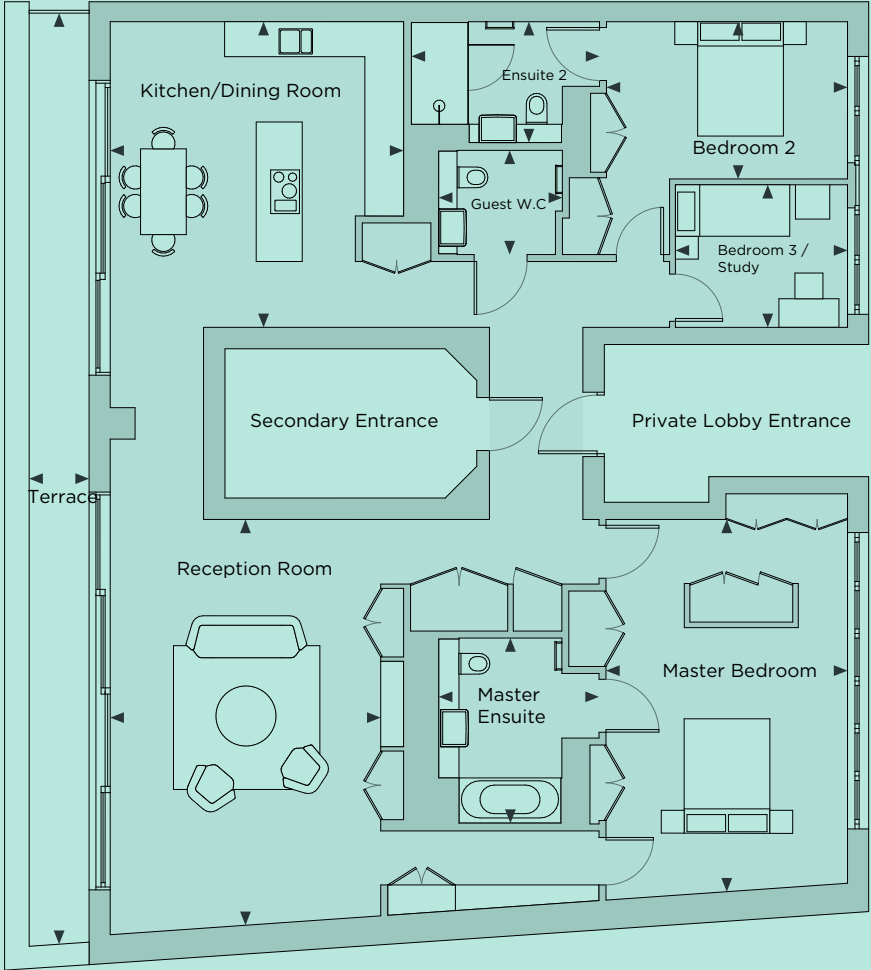 Ensuite 2
Kitchen/Dining Room
Bedroom 2
Guest W.C
Bedroom 3 /
Study
Secondary Entrance
Private Lobby Entrance
Terrace
Reception Room
Master Bedroom
Master
Ensuite